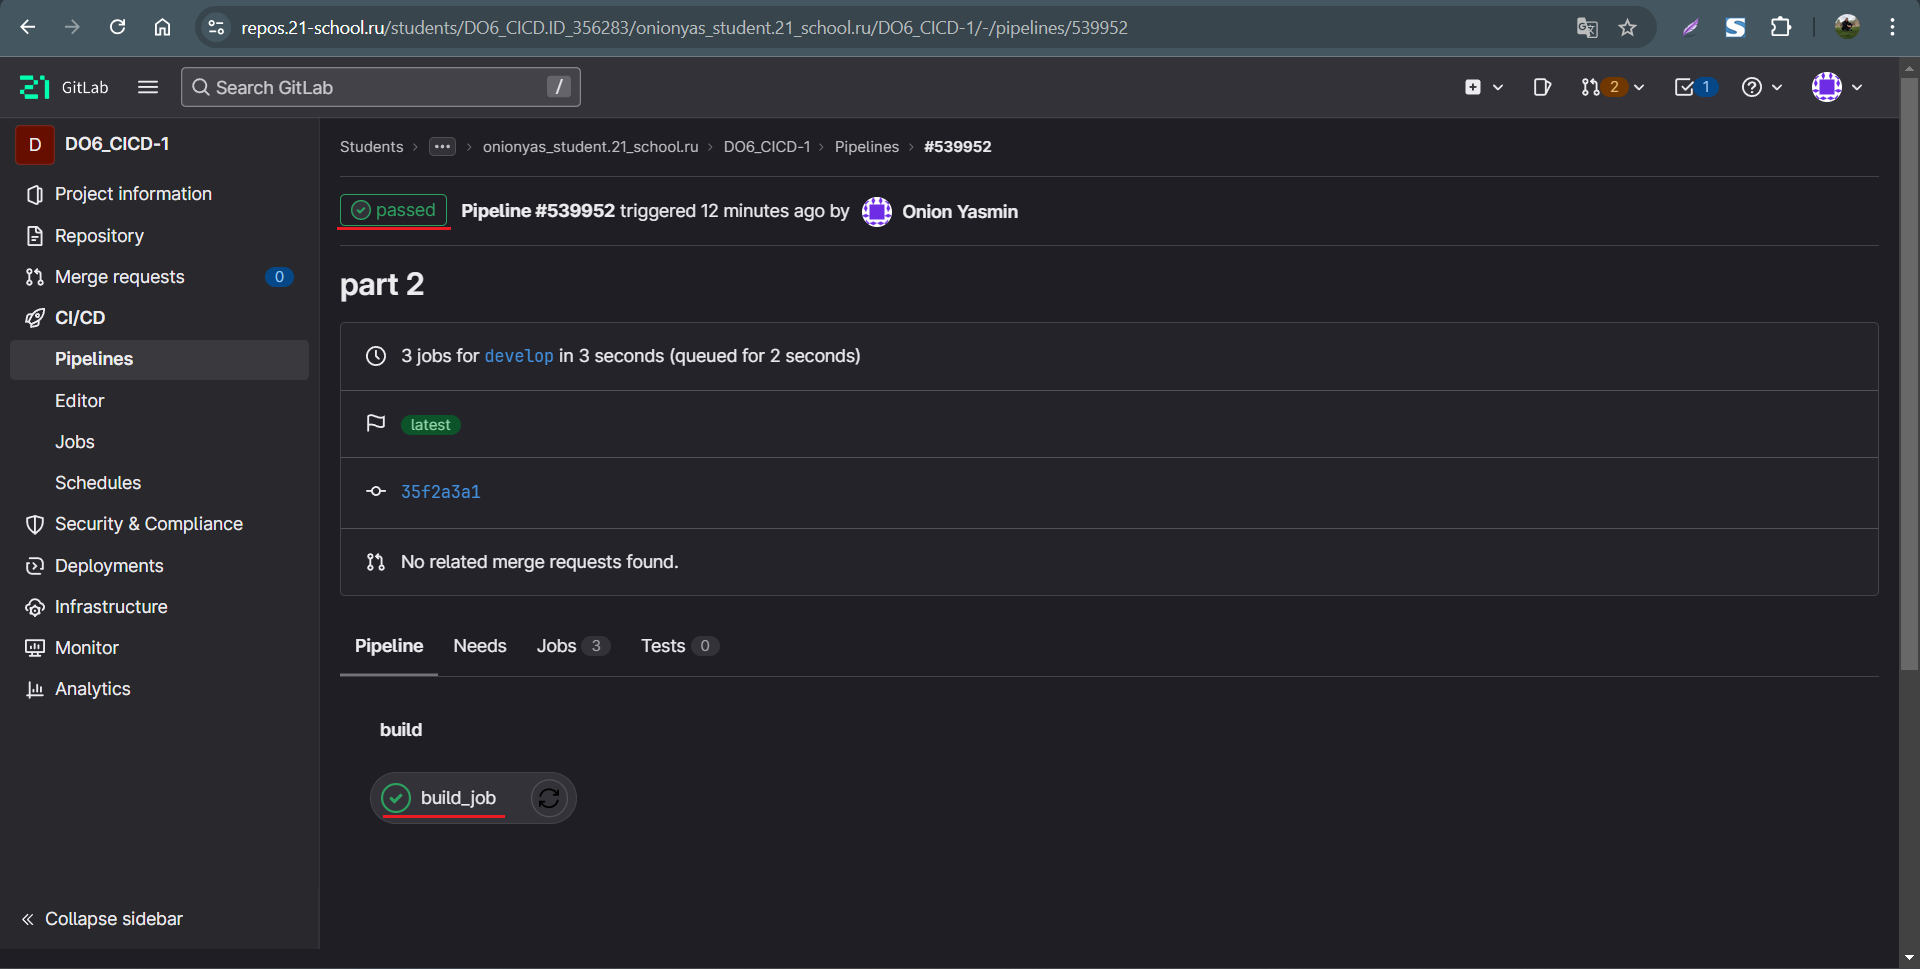 repos.21-school.ru/students/DO6_CICD.ID_356283/onionyas_student.21_school.ru/DO6_CICD-1/-/pipelines/539952
GitLab
Search GitLab
/
2
1
D
DO6_CICD-1
Project information
Repository
Merge requests
0
CI/CD
Pipelines
Editor
Jobs
Schedules
Security & Compliance
Deployments
Infrastructure
Monitor
Analytics
Collapse sidebar
Students > ... > onionyas_student.21_school.ru > DO6_CICD-1 > Pipelines > #539952
passed Pipeline #539952 triggered 12 minutes ago by Onion Yasmin
part 2
3 jobs for develop in 3 seconds (queued for 2 seconds)
latest
35f2a3a1
No related merge requests found.
Pipeline Needs Jobs 3 Tests 0
build
build_job